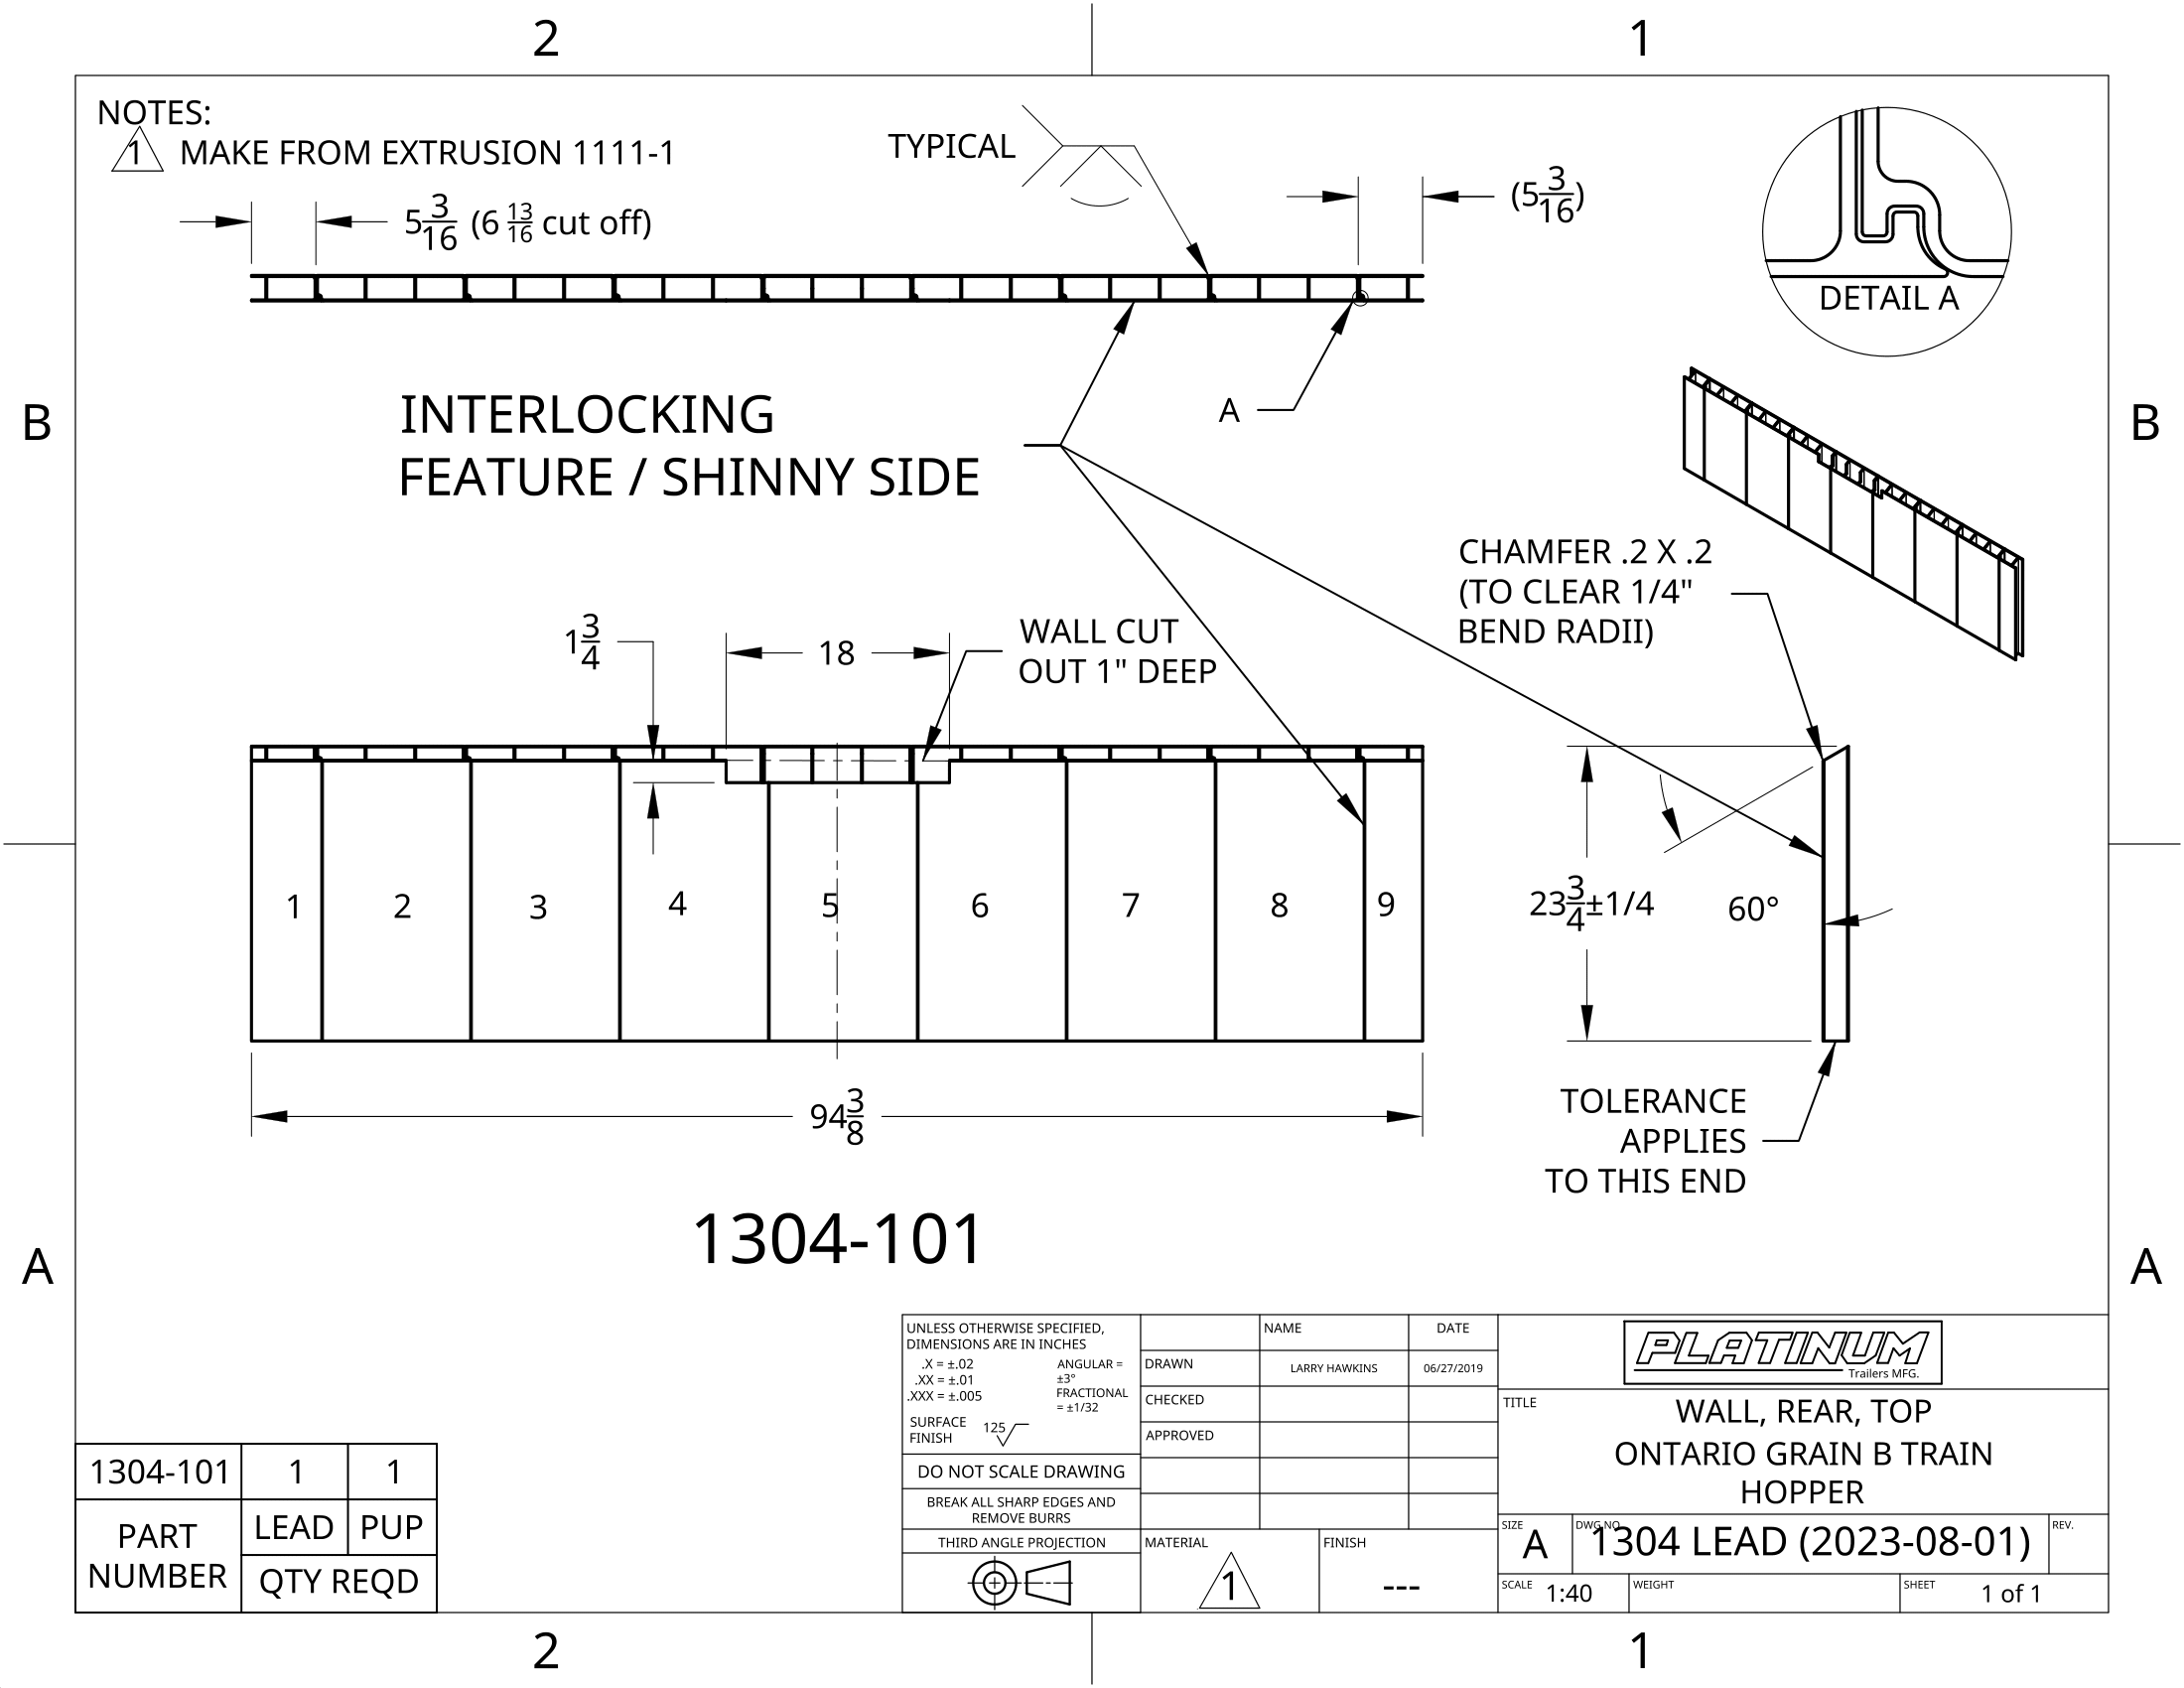 2
1
NOTES:
1 MAKE FROM EXTRUSION 1111-1
TYPICAL
5 3/16 (6 13/16 cut off)
(5 3/16)
DETAIL A
B
B
INTERLOCKING
FEATURE / SHINNY SIDE
A
CHAMFER .2 X .2
(TO CLEAR 1/4"
BEND RADII)
1 3/4
18
WALL CUT
OUT 1" DEEP
1 2 3 4 5 6 7 8 9
23 3/4 ±1/4
60°
94 3/8
TOLERANCE
APPLIES
TO THIS END
1304-101
A
A
UNLESS OTHERWISE SPECIFIED,
DIMENSIONS ARE IN INCHES
.X = ±.02
.XX = ±.01
.XXX = ±.005
ANGULAR =
±3°
FRACTIONAL
= ±1/32
SURFACE
FINISH
125
DO NOT SCALE DRAWING
BREAK ALL SHARP EDGES AND
REMOVE BURRS
THIRD ANGLE PROJECTION
NAME DATE
DRAWN LARRY HAWKINS 06/27/2019
CHECKED
APPROVED
MATERIAL
1
FINISH
---
PLATINUM
Trailers MFG.
TITLE
WALL, REAR, TOP
ONTARIO GRAIN B TRAIN
HOPPER
SIZE
A
DWG NO.
1304 LEAD (2023-08-01)
REV.
SCALE 1:40
WEIGHT
SHEET 1 of 1
1304-101 1 1
PART
NUMBER
LEAD PUP
QTY REQD
2
1